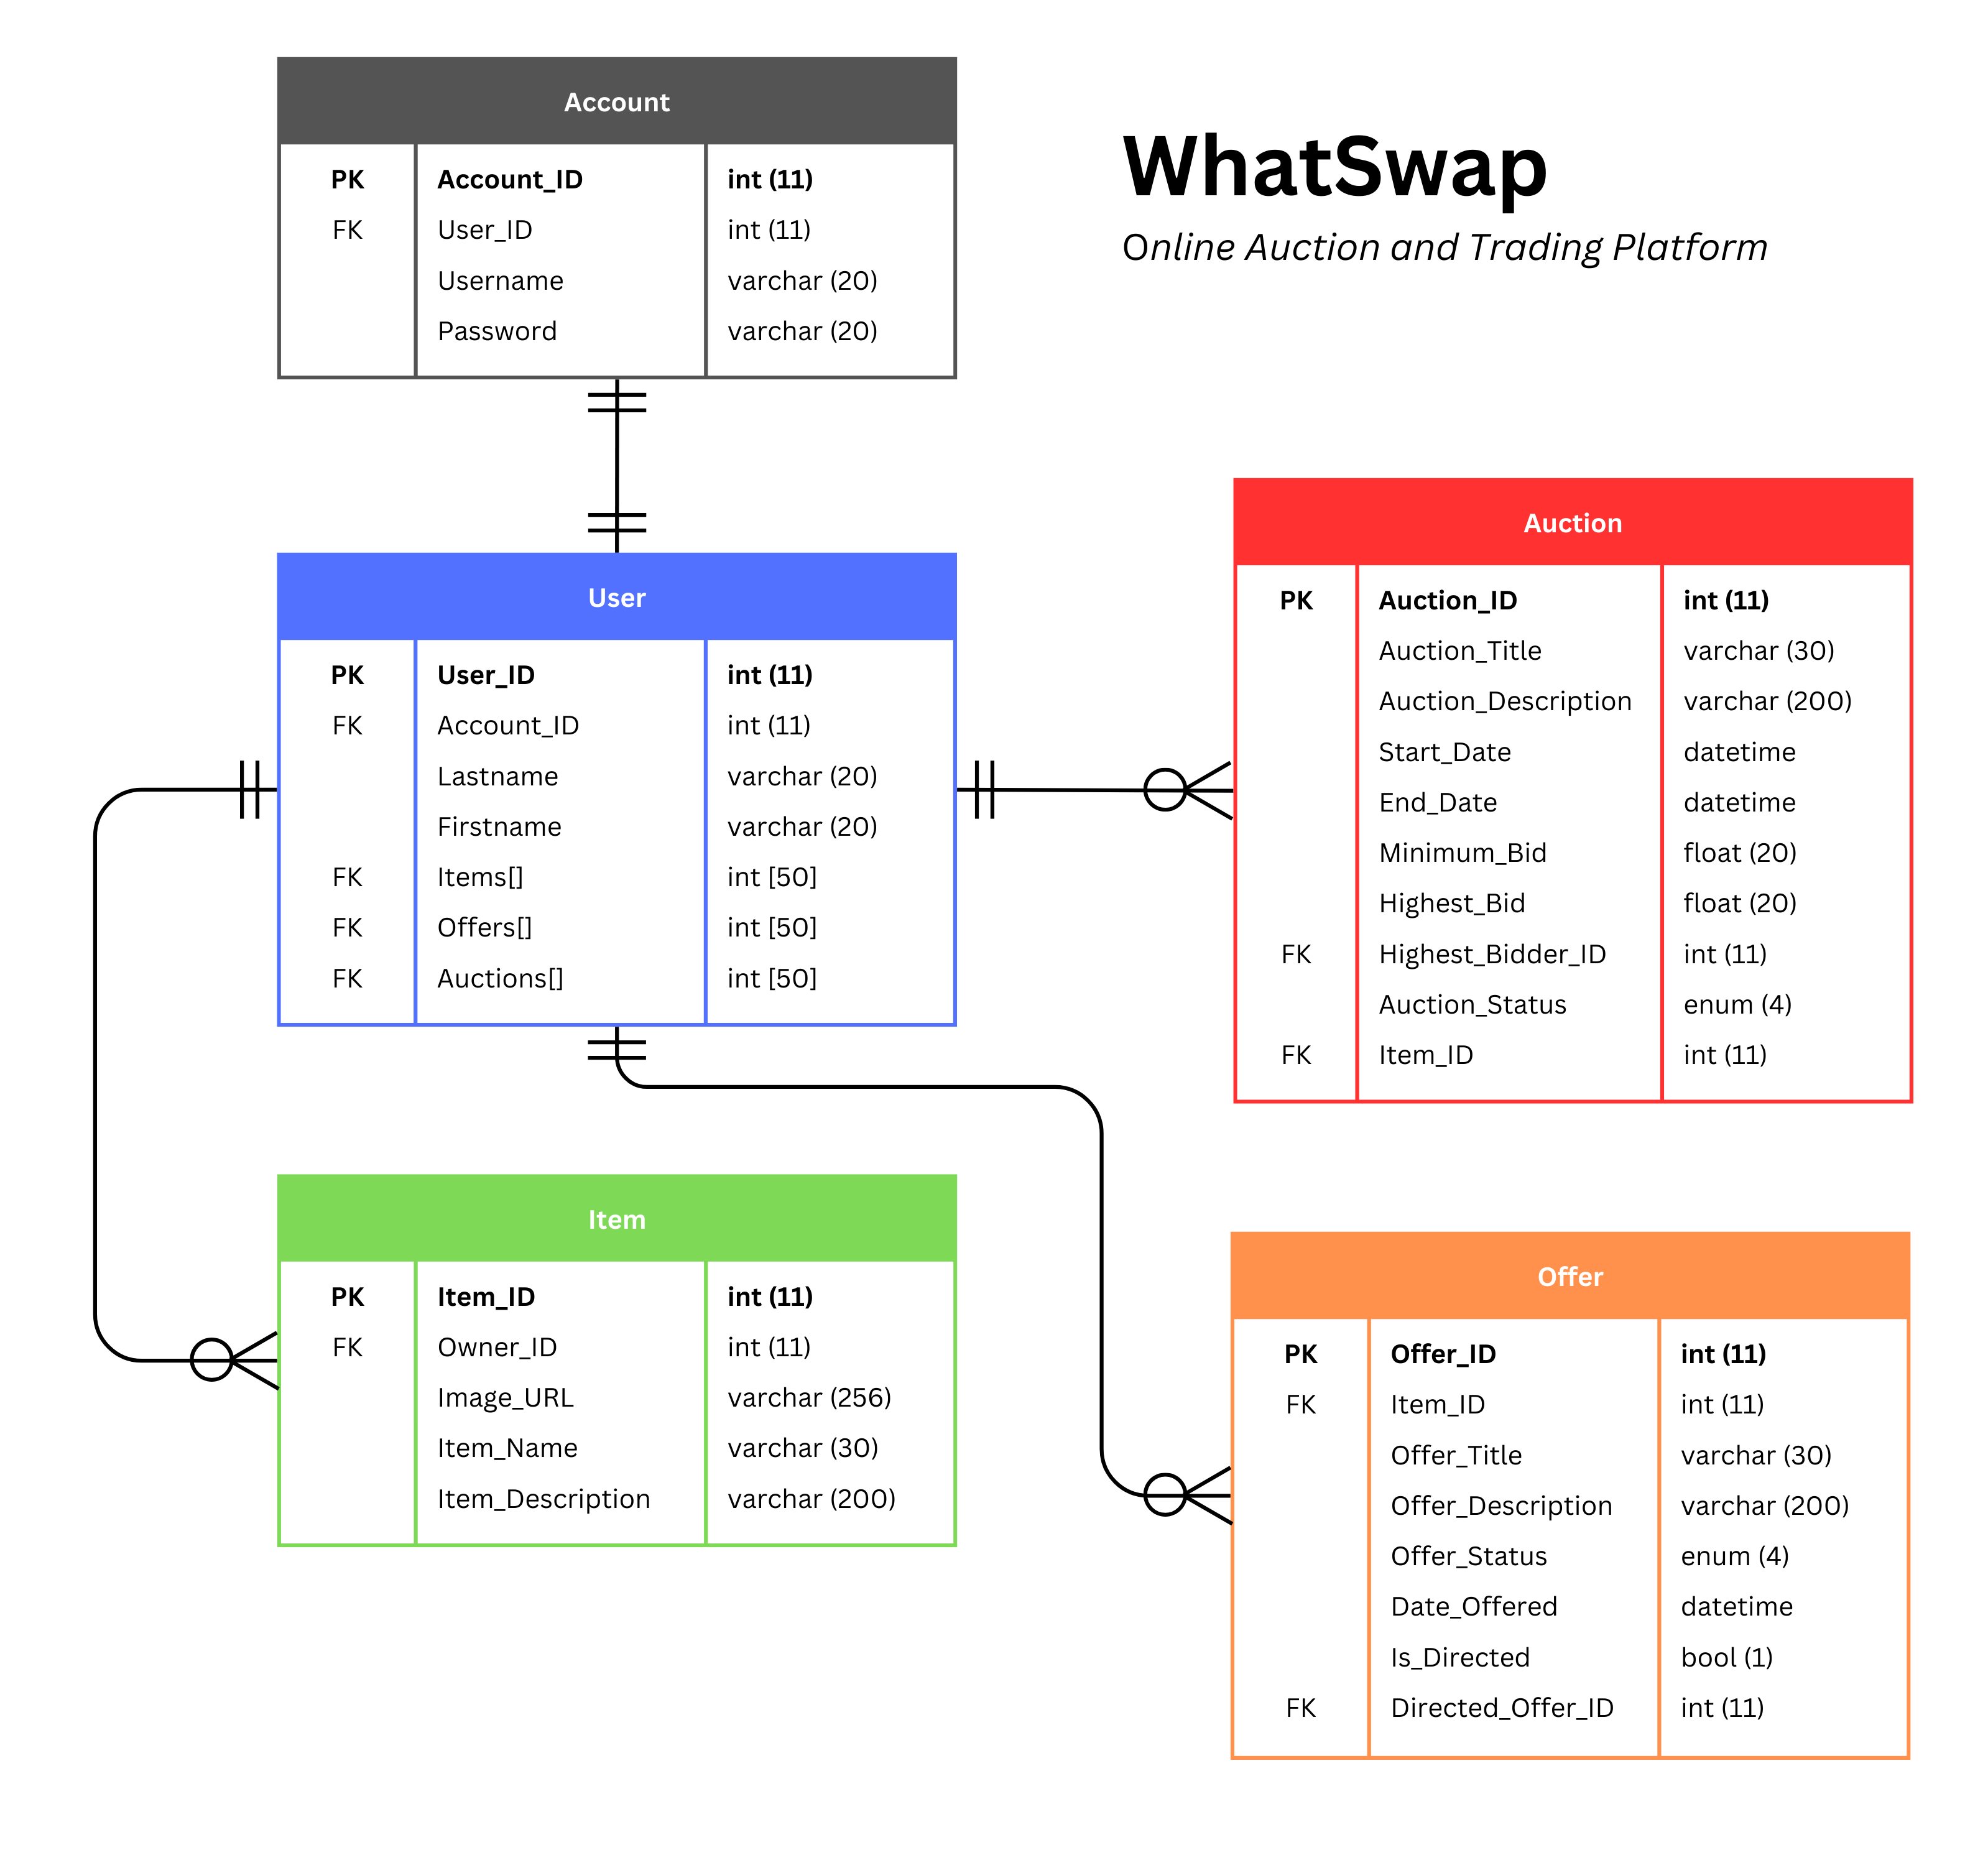 Account
PK Account_ID int (11)
FK User_ID int (11)
Username varchar (20)
Password varchar (20)
WhatSwap
Online Auction and Trading Platform
User
PK User_ID int (11)
FK Account_ID int (11)
Lastname varchar (20)
Firstname varchar (20)
FK Items[] int [50]
FK Offers[] int [50]
FK Auctions[] int [50]
Auction
PK Auction_ID int (11)
Auction_Title varchar (30)
Auction_Description varchar (200)
Start_Date datetime
End_Date datetime
Minimum_Bid float (20)
Highest_Bid float (20)
FK Highest_Bidder_ID int (11)
Auction_Status enum (4)
FK Item_ID int (11)
Item
PK Item_ID int (11)
FK Owner_ID int (11)
Image_URL varchar (256)
Item_Name varchar (30)
Item_Description varchar (200)
Offer
PK Offer_ID int (11)
FK Item_ID int (11)
Offer_Title varchar (30)
Offer_Description varchar (200)
Offer_Status enum (4)
Date_Offered datetime
Is_Directed bool (1)
FK Directed_Offer_ID int (11)